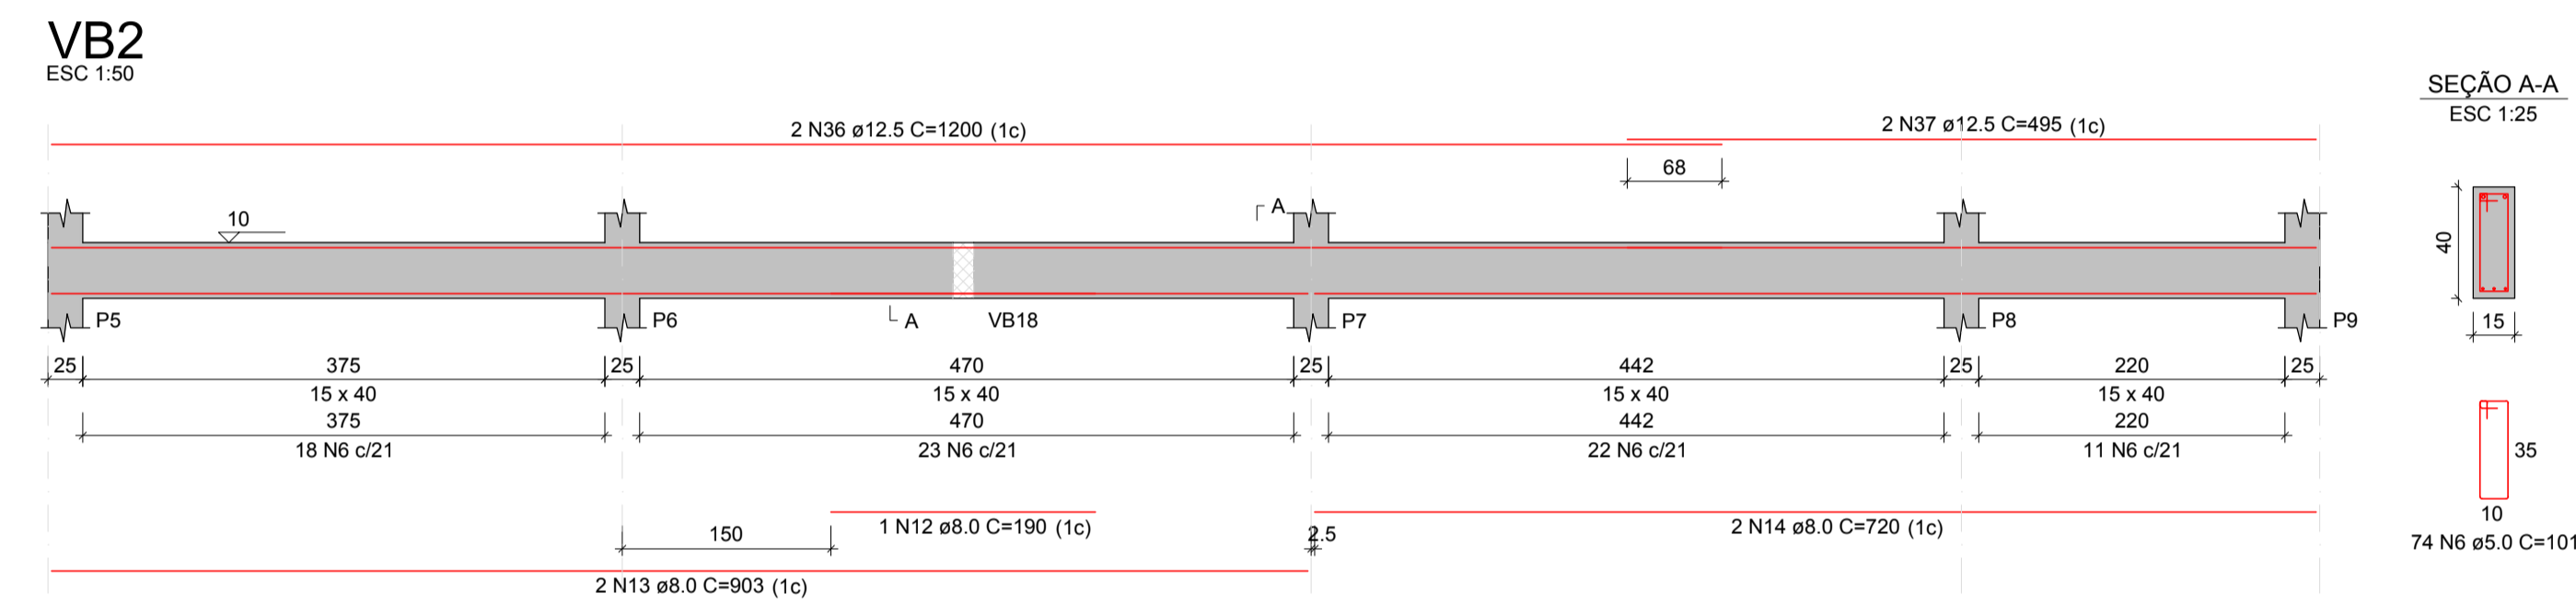 VB2
ESC 1:50
SEÇÃO A-A
ESC 1:25
2 N36 ø12.5 C=1200 (1c)
2 N37 ø12.5 C=495 (1c)
68
10
A
40
P5
P6
A
VB18
P7
P8
P9
15
25
375
25
470
25
442
25
220
25
15 x 40
15 x 40
15 x 40
15 x 40
375
470
442
220
18 N6 c/21
23 N6 c/21
22 N6 c/21
11 N6 c/21
35
10
150
1 N12 ø8.0 C=190 (1c)
2.5
2 N14 ø8.0 C=720 (1c)
74 N6 ø5.0 C=101
2 N13 ø8.0 C=903 (1c)